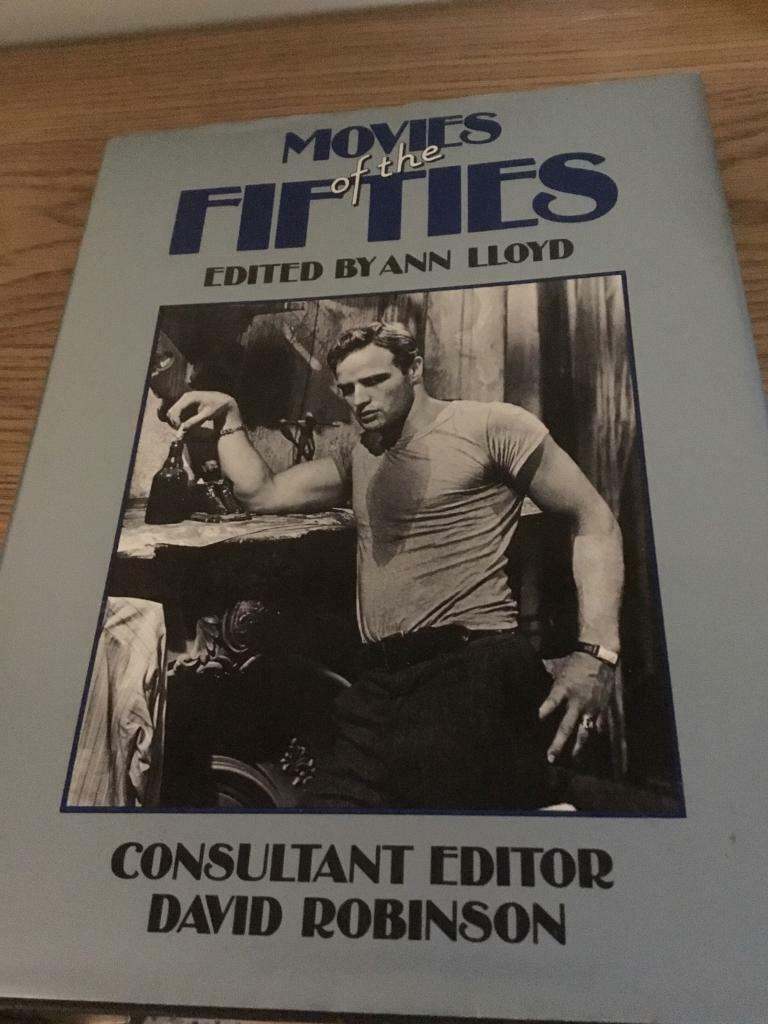 MOVIES
of the
FIFTIES
EDITED BY ANN LLOYD
CONSULTANT EDITOR
DAVID ROBINSON